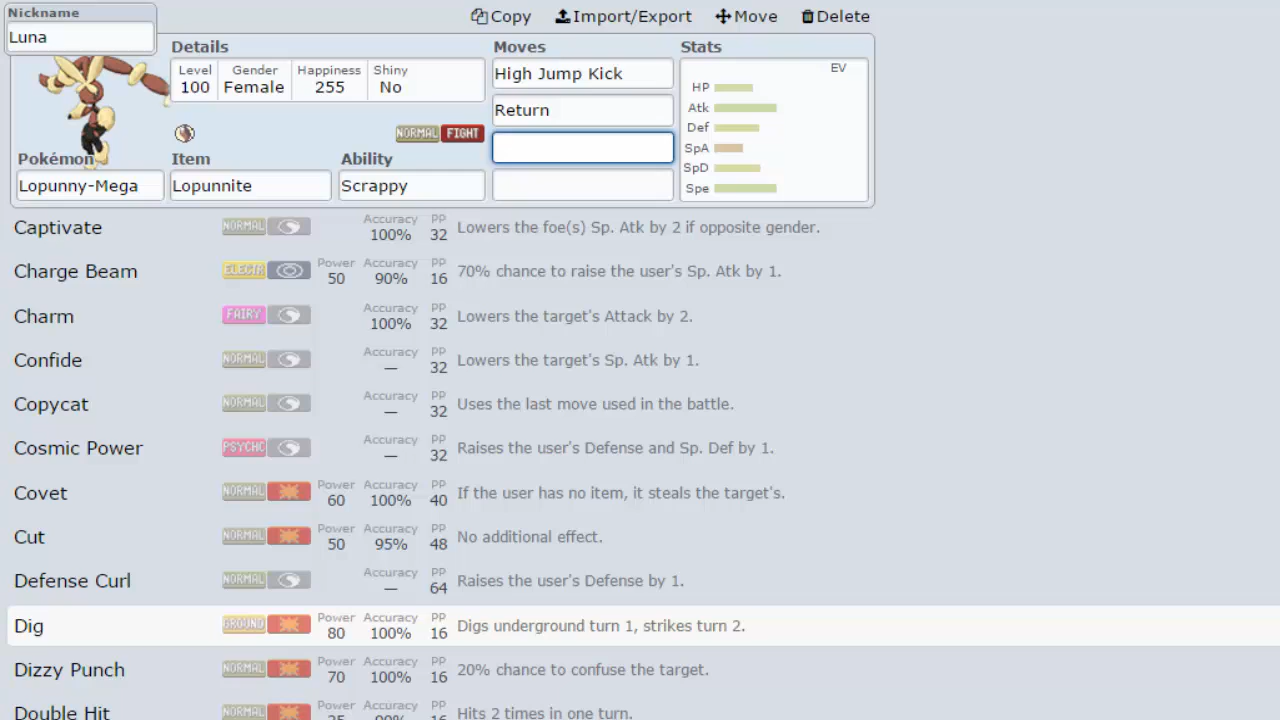 Nickname
Luna
Copy Import/Export Move Delete
Details
Level Gender Happiness Shiny
100 Female 255 No
NORMAL FIGHT
Pokémon Item Ability
Lopunny-Mega Lopunnite Scrappy
Moves
High Jump Kick
Return
Stats
EV
HP
Atk
Def
SpA
SpD
Spe
Captivate NORMAL Accuracy 100% PP 32 Lowers the foe(s) Sp. Atk by 2 if opposite gender.
Charge Beam ELECTR Power 50 Accuracy 90% PP 16 70% chance to raise the user's Sp. Atk by 1.
Charm FAIRY Accuracy 100% PP 32 Lowers the target's Attack by 2.
Confide NORMAL Accuracy — PP 32 Lowers the target's Sp. Atk by 1.
Copycat NORMAL Accuracy — PP 32 Uses the last move used in the battle.
Cosmic Power PSYCHC Accuracy — PP 32 Raises the user's Defense and Sp. Def by 1.
Covet NORMAL Power 60 Accuracy 100% PP 40 If the user has no item, it steals the target's.
Cut NORMAL Power 50 Accuracy 95% PP 48 No additional effect.
Defense Curl NORMAL Accuracy — PP 64 Raises the user's Defense by 1.
Dig GROUND Power 80 Accuracy 100% PP 16 Digs underground turn 1, strikes turn 2.
Dizzy Punch NORMAL Power 70 Accuracy 100% PP 16 20% chance to confuse the target.
Double Hit NORMAL Power 35 Accuracy 90% PP 16 Hits 2 times in one turn.